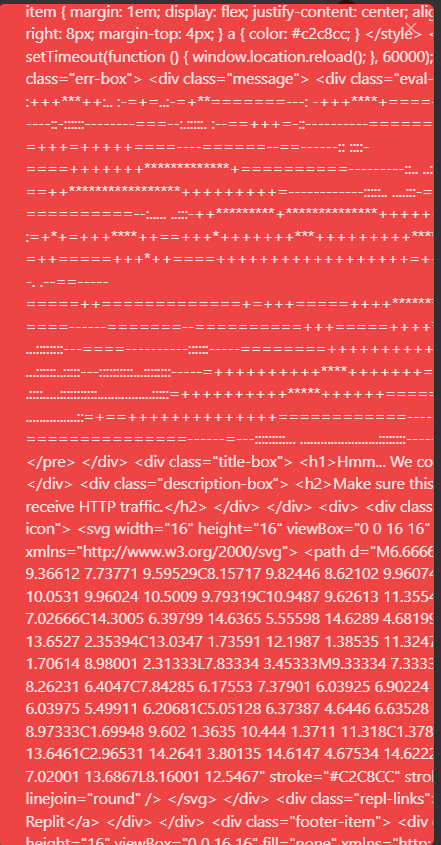 item { margin: 1em; display: flex; justify-content: center; alig
right: 8px; margin-top: 4px; } a { color: #c2c8cc; } </style> <
setTimeout(function () { window.location.reload(); }, 60000);
class="err-box"> <div class="message"> <div class="eval-
:+++***++:.. :-=+=..:-=+**=======---: -+++****+====
----::-::::::--------====--:.:::::. :--==+++=-::----------=======
=+++=+++++====----======--==------:: ::::-
====+++++++*************+==========---------::.. ..:
==++*****************+++++++++=------------:::::.. ....:::-=
==========--:..... ..:::-++*********+**************+++++
:=+*+=+++****++==+++*+++++++***+++++++++***
=++=====+++*++====++++++++++++++++++=+
-. .--==-----
=====++============+=+++=====++++*******
====------=======--==========+++=====++++*
..::::::::---====-----------::::::-----========++++++++++
...::::::..::::---::::::::::...::::::::-----=++++++++++****++++++=
.::::....:::::::::::.................:::::=++++++++++*****++++++====
................::=+==+++++++++++++============----
===============------=---:::::::::.... ........................::::::::-----
</pre> </div> <div class="title-box"> <h1>Hmm... We co
</div> <div class="description-box"> <h2>Make sure this
receive HTTP traffic.</h2> </div> </div> <div> <div class
icon"> <svg width="16" height="16" viewBox="0 0 16 16"
xmlns="http://www.w3.org/2000/svg"> <path d="M6.6666
9.36612 7.73771 9.59529C8.15717 9.82446 8.62102 9.96074
10.0531 9.96024 10.5009 9.79319C10.9487 9.62613 11.3554
7.02666C14.3005 6.39799 14.6365 5.55598 14.6289 4.68199
13.6527 2.35394C13.0347 1.73591 12.1987 1.38535 11.3247
1.70614 8.98001 2.31333L7.83334 3.45333M9.33334 7.3333
8.26231 6.4047C7.84285 6.17553 7.37901 6.03925 6.90224
6.03975 5.49911 6.20681C5.05128 6.37387 4.6446 6.63528
8.97333C1.69948 9.602 1.3635 10.444 1.3711 11.318C1.378
13.6461C2.96531 14.2641 3.80135 14.6147 4.67534 14.6222
7.02001 13.6867L8.16001 12.5467" stroke="#C2C8CC" strol
linejoin="round" /> </svg> </div> <div class="repl-links"
Replit</a> </div> </div> <div class="footer-item"> <div
height="16" viewBox="0 0 16 16" fill="none" xmlns="http: